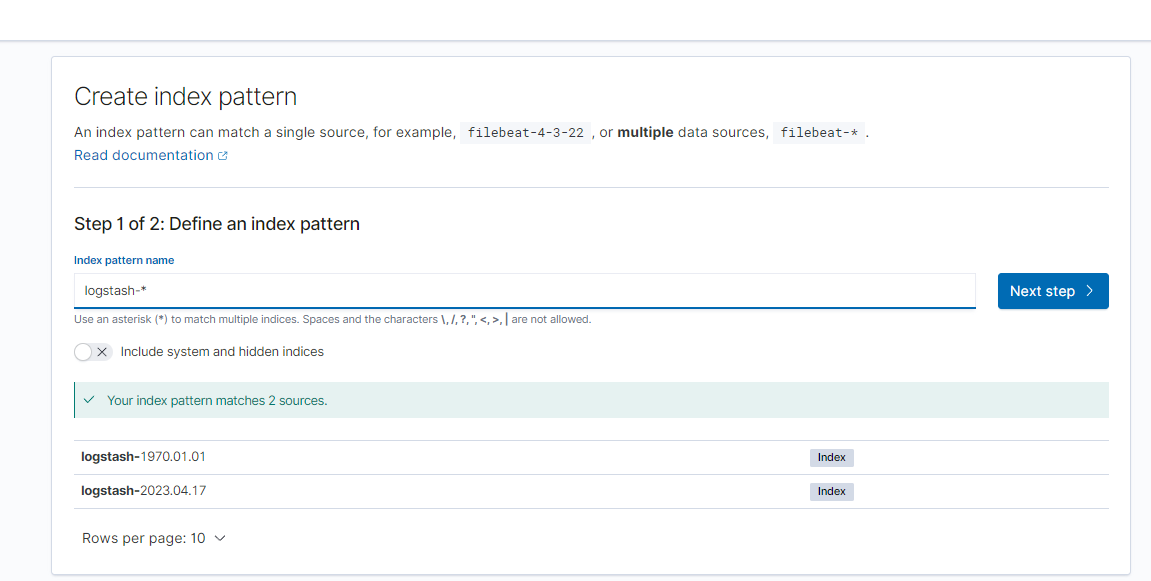 Create index pattern
An index pattern can match a single source, for example, filebeat-4-3-22 , or multiple data sources, filebeat-* .
Read documentation
Step 1 of 2: Define an index pattern
Index pattern name
logstash-*
Next step
Use an asterisk (*) to match multiple indices. Spaces and the characters \, /, ?, ", <, >, | are not allowed.
Include system and hidden indices
Your index pattern matches 2 sources.
logstash-1970.01.01 Index
logstash-2023.04.17 Index
Rows per page: 10